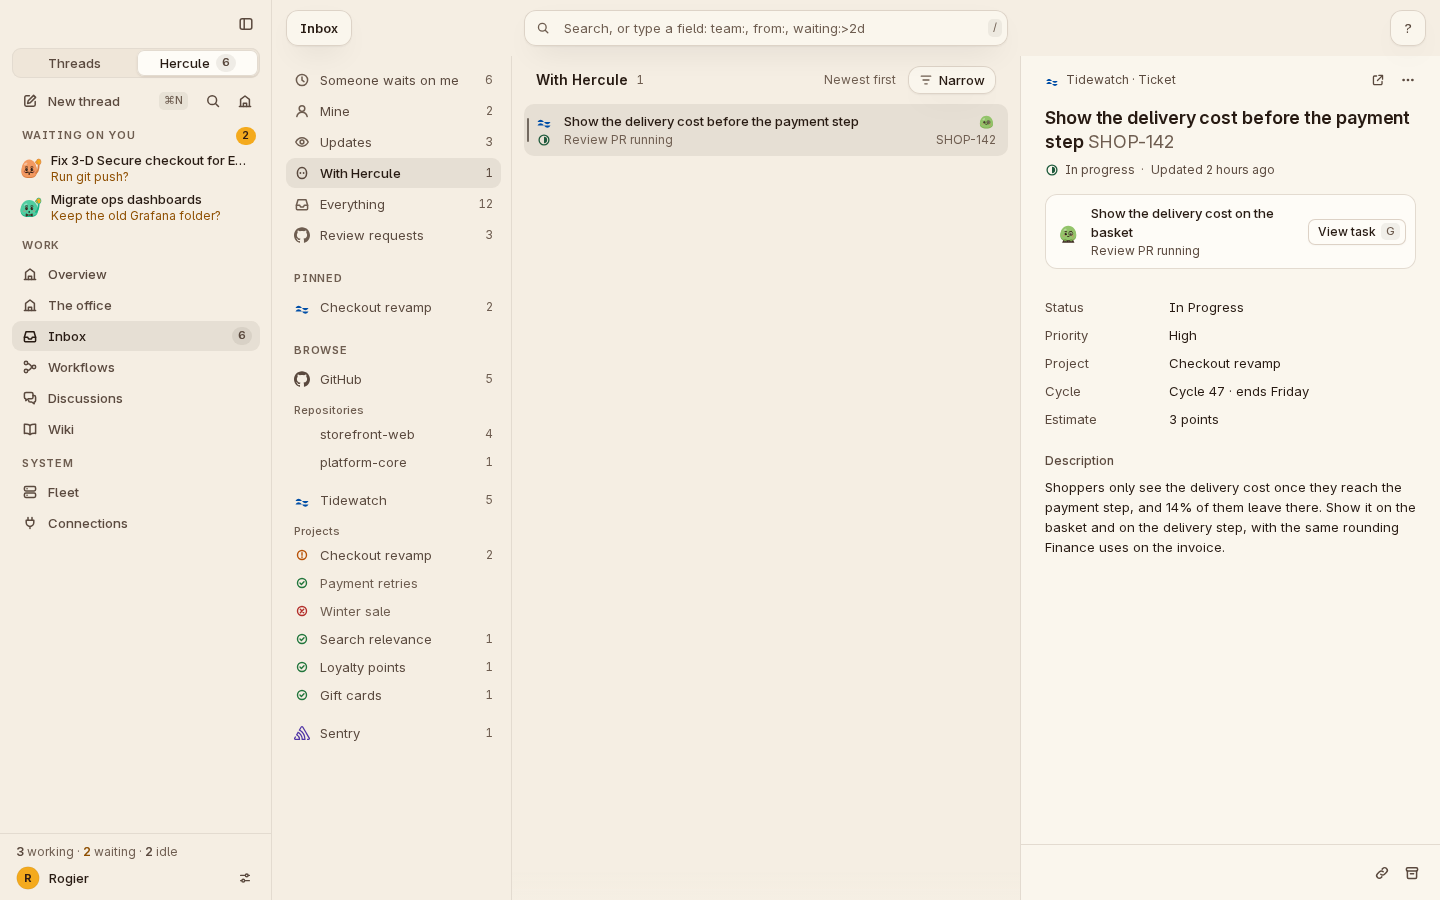 Threads
Hercule 6
New thread ⌘N
WAITING ON YOU 2
Fix 3-D Secure checkout for E…
Run git push?
Migrate ops dashboards
Keep the old Grafana folder?
WORK
Overview
The office
Inbox 6
Workflows
Discussions
Wiki
SYSTEM
Fleet
Connections
3 working · 2 waiting · 2 idle
R Rogier
Inbox
Someone waits on me 6
Mine 2
Updates 3
With Hercule 1
Everything 12
Review requests 3
PINNED
Checkout revamp 2
BROWSE
GitHub 5
Repositories
storefront-web 4
platform-core 1
Tidewatch 5
Projects
Checkout revamp 2
Payment retries
Winter sale
Search relevance 1
Loyalty points 1
Gift cards 1
Sentry 1
Search, or type a field: team:, from:, waiting:>2d /
?
With Hercule 1
Newest first
Narrow
Show the delivery cost before the payment step
Review PR running SHOP-142
Tidewatch · Ticket
Show the delivery cost before the payment
step SHOP-142
In progress · Updated 2 hours ago
Show the delivery cost on the
basket
Review PR running
View task G
Status In Progress
Priority High
Project Checkout revamp
Cycle Cycle 47 · ends Friday
Estimate 3 points
Description
Shoppers only see the delivery cost once they reach the
payment step, and 14% of them leave there. Show it on the
basket and on the delivery step, with the same rounding
Finance uses on the invoice.